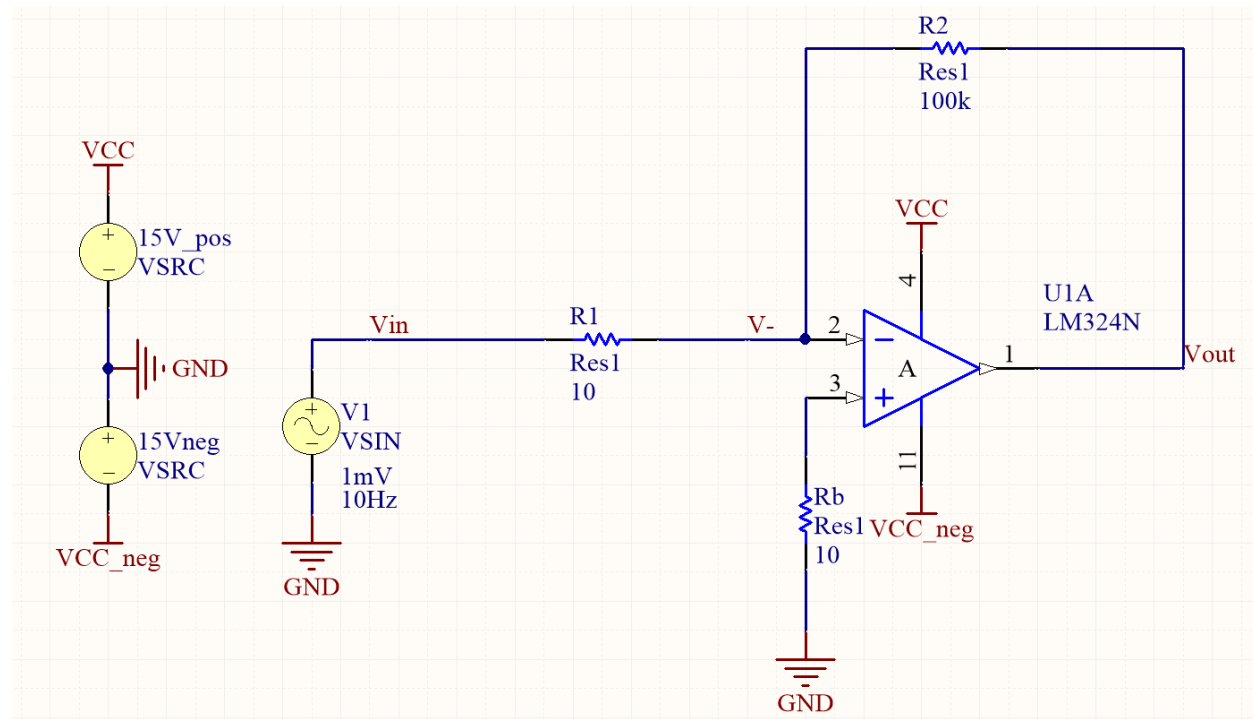 VCC
15V_pos
VSRC
GND
15Vneg
VSRC
VCC_neg
Vin
V1
VSIN
1mV
10Hz
GND
R1
Res1
10
V-
R2
Res1
100k
VCC
4
2
3
A
1
11
U1A
LM324N
Vout
VCC_neg
Rb
Res1
10
GND